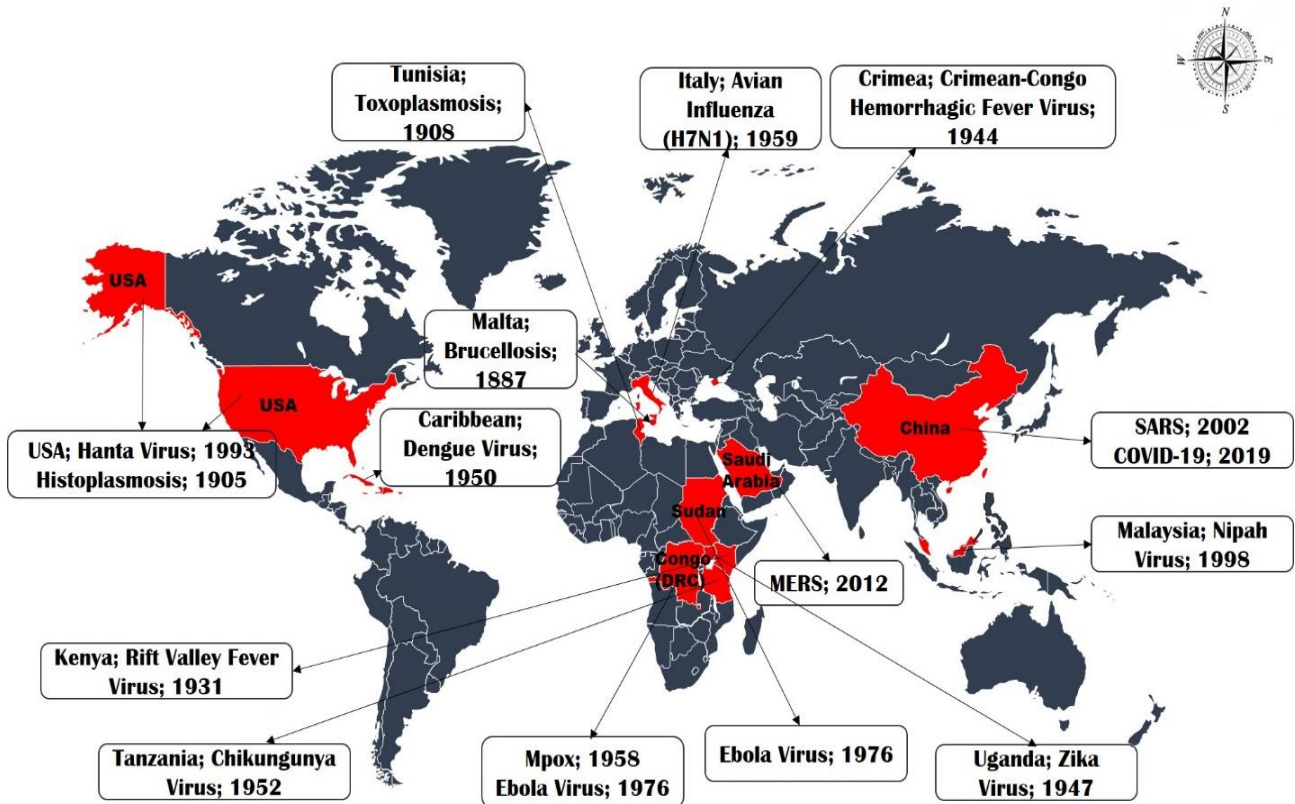 N
W
E
S
Tunisia;
Toxoplasmosis;
1908
Italy; Avian
Influenza
(H7N1); 1959
Crimea; Crimean-Congo
Hemorrhagic Fever Virus;
1944
USA
Malta;
Brucellosis;
1887
USA
Caribbean;
Dengue Virus;
1950
USA; Hanta Virus; 1993
Histoplasmosis; 1905
China
SARS; 2002
COVID-19; 2019
Saudi
Arabia
Sudan
Malaysia; Nipah
Virus; 1998
Congo
(DRC)
MERS; 2012
Kenya; Rift Valley Fever
Virus; 1931
Tanzania; Chikungunya
Virus; 1952
Mpox; 1958
Ebola Virus; 1976
Ebola Virus; 1976
Uganda; Zika
Virus; 1947